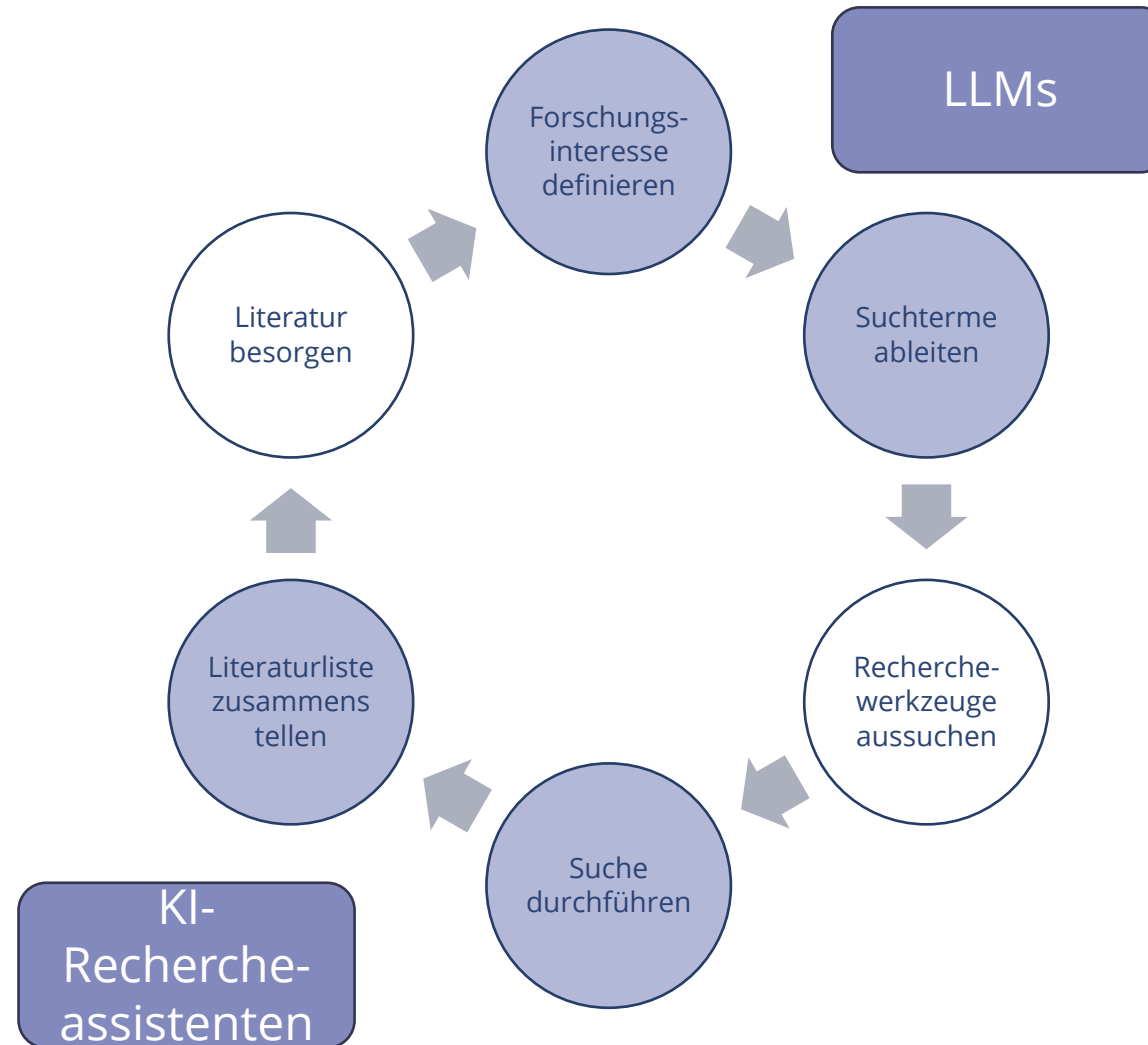 LLMs
Forschungs-
interesse
definieren
Suchterme
ableiten
Recherche-
werkzeuge
aussuchen
Suche
durchführen
Literaturliste
zusammens
tellen
Literatur
besorgen
KI-
Recherche-
assistenten